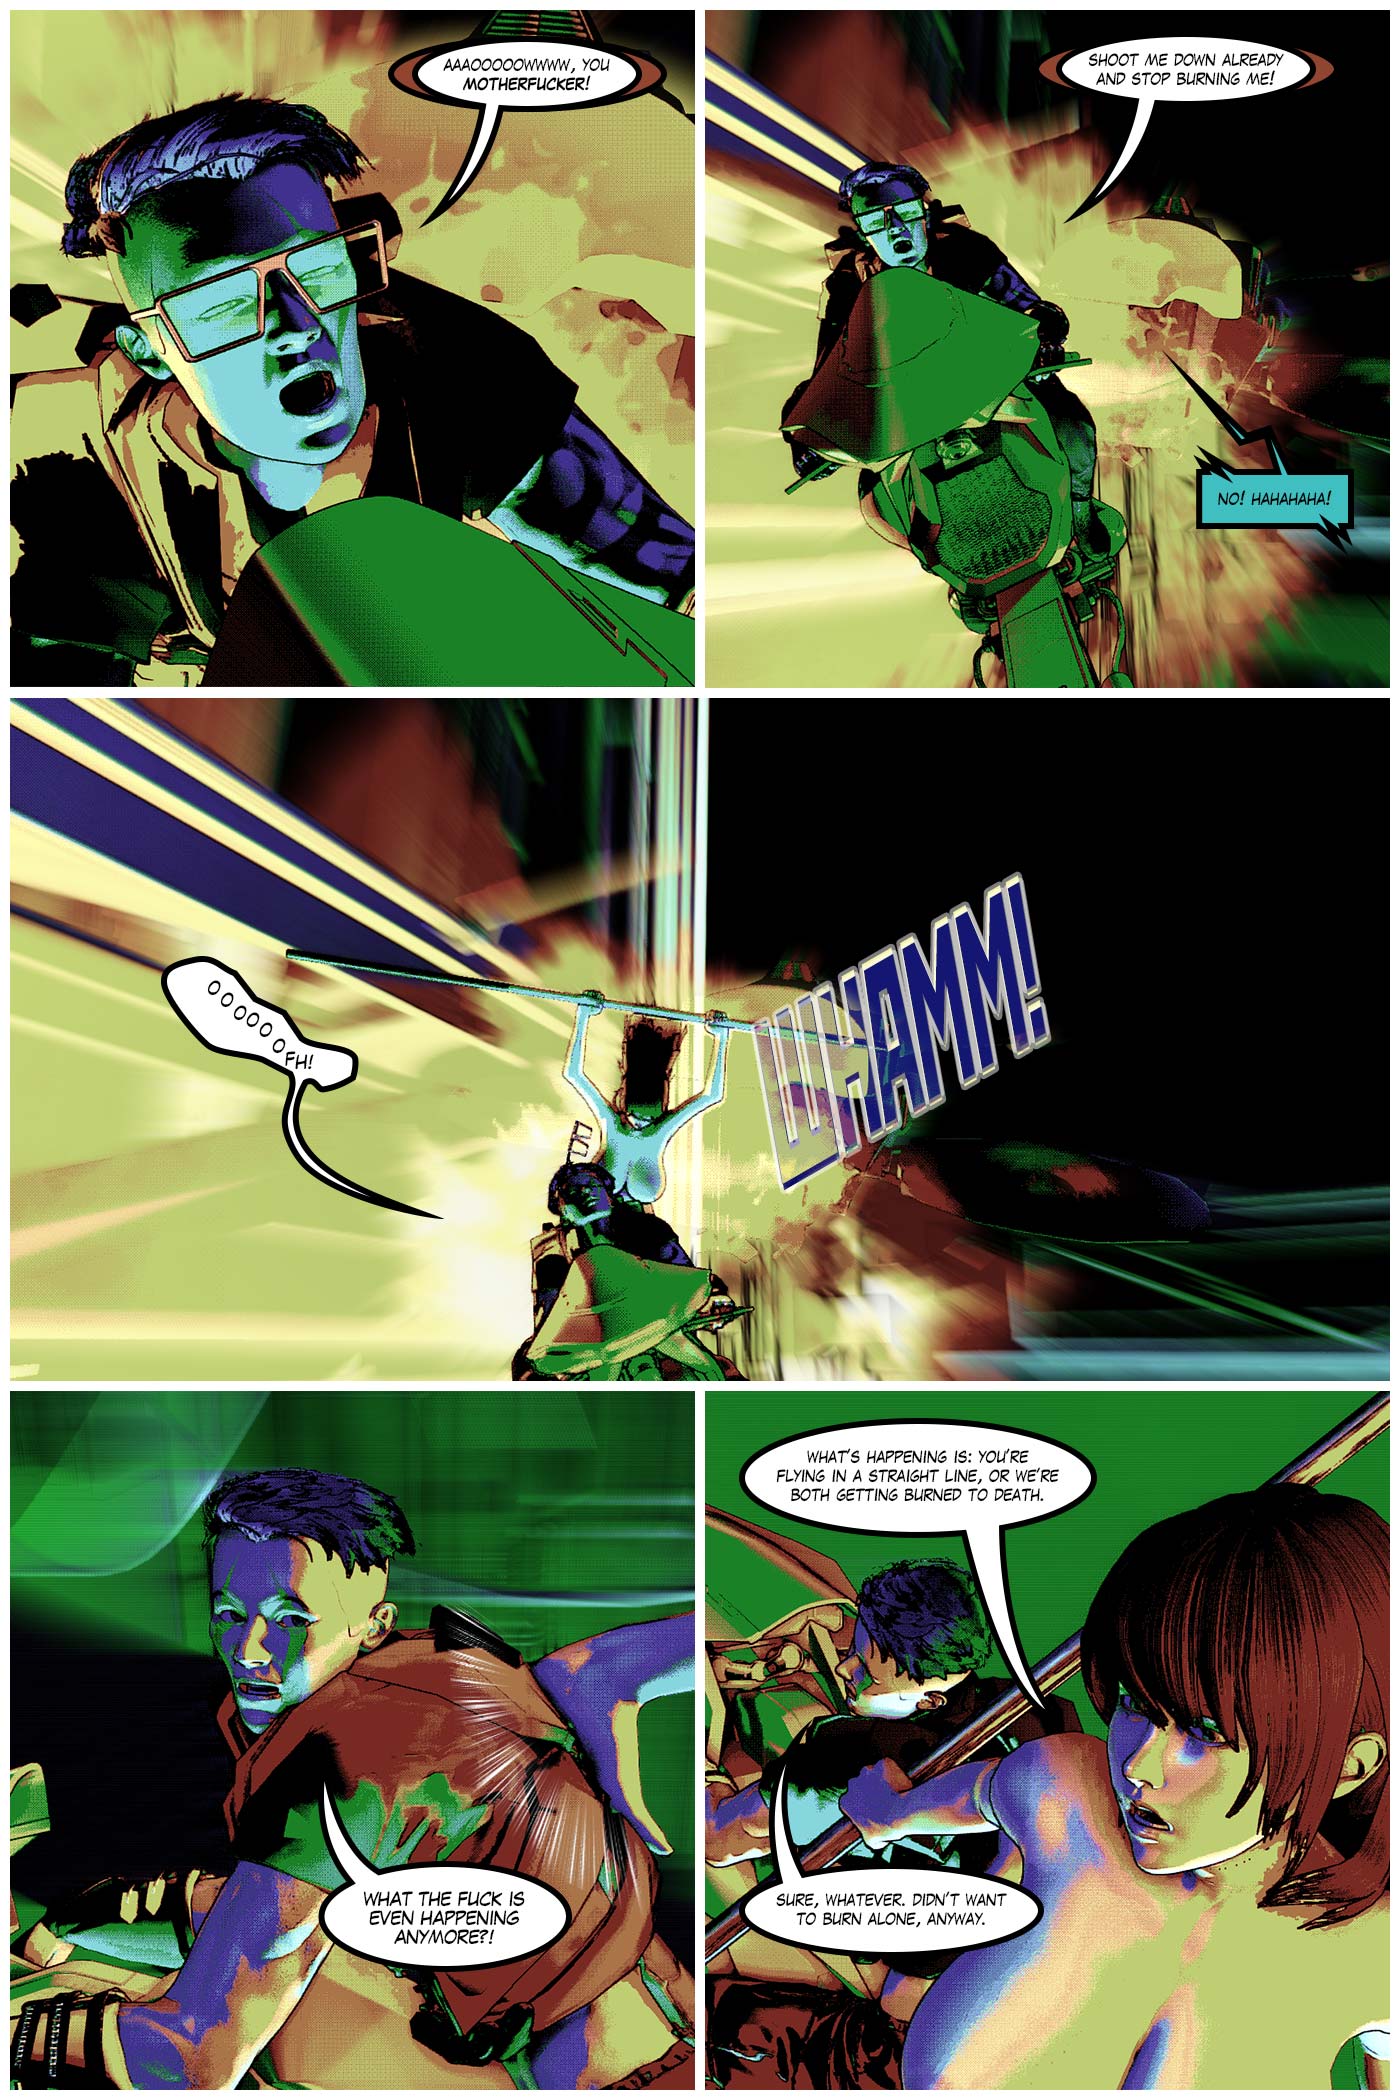 AAAOOOOOWWWW, YOU
MOTHERFUCKER!
SHOOT ME DOWN ALREADY
AND STOP BURNING ME!
NO! HAHAHAHA!
OOOOOOFH!
WHAMM!
WHAT THE FUCK IS
EVEN HAPPENING
ANYMORE?!
WHAT'S HAPPENING IS: YOU'RE
FLYING IN A STRAIGHT LINE, OR WE'RE
BOTH GETTING BURNED TO DEATH.
SURE, WHATEVER. DIDN'T WANT
TO BURN ALONE, ANYWAY.